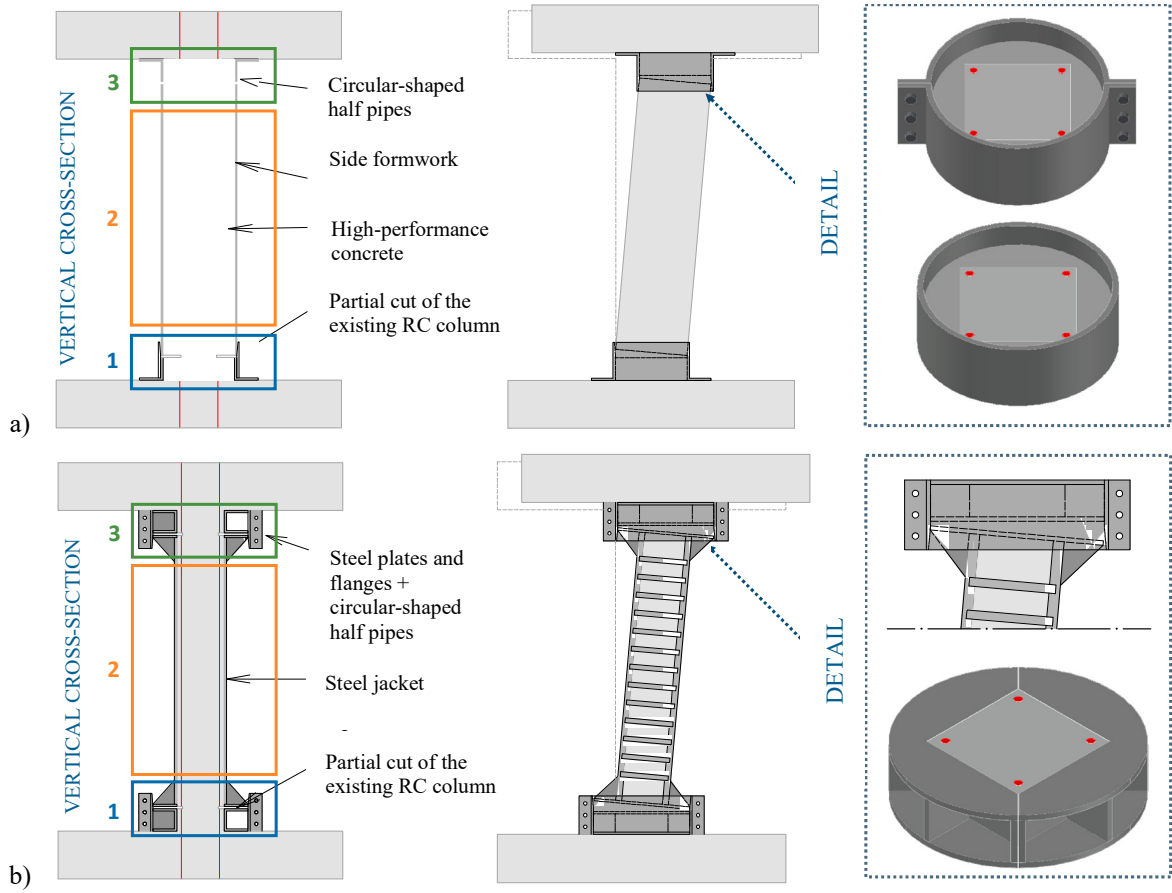 VERTICAL CROSS-SECTION
3
2
1
Circular-shaped
half pipes
Side formwork
High-performance
concrete
Partial cut of the
existing RC column
DETAIL
a)
VERTICAL CROSS-SECTION
3
2
1
Steel plates and
flanges +
circular-shaped
half pipes
Steel jacket
-
Partial cut of the
existing RC column
DETAIL
b)